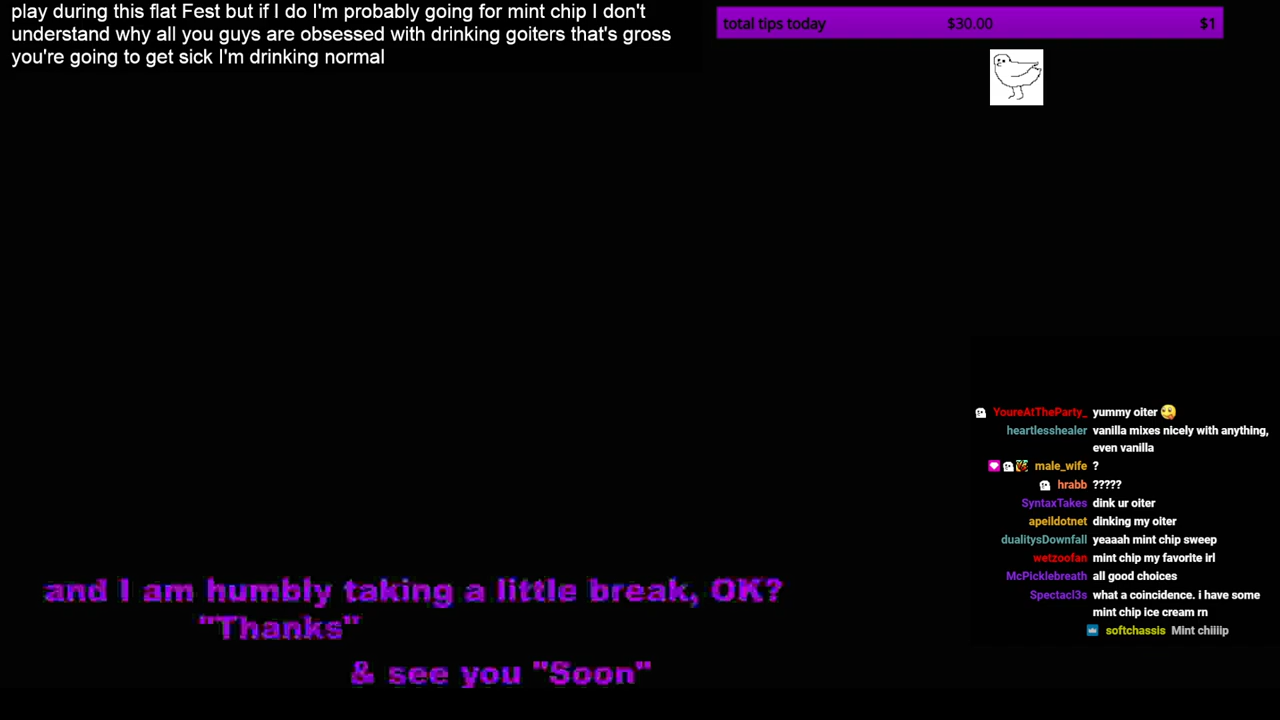 play during this flat Fest but if I do I'm probably going for mint chip I don't
understand why all you guys are obsessed with drinking goiters that's gross
you're going to get sick I'm drinking normal
total tips today $30.00 $1
YoureAtTheParty_ yummy oiter
heartlesshealer vanilla mixes nicely with anything,
even vanilla
male_wife ?
hrabb ?????
SyntaxTakes dink ur oiter
apeildotnet dinking my oiter
dualitysDownfall yeaaah mint chip sweep
wetzoofan mint chip my favorite irl
McPicklebreath all good choices
Spectacl3s what a coincidence. i have some
mint chip ice cream rn
softchassis Mint chiiiip
and I am humbly taking a little break, OK?
"Thanks"
& see you "Soon"